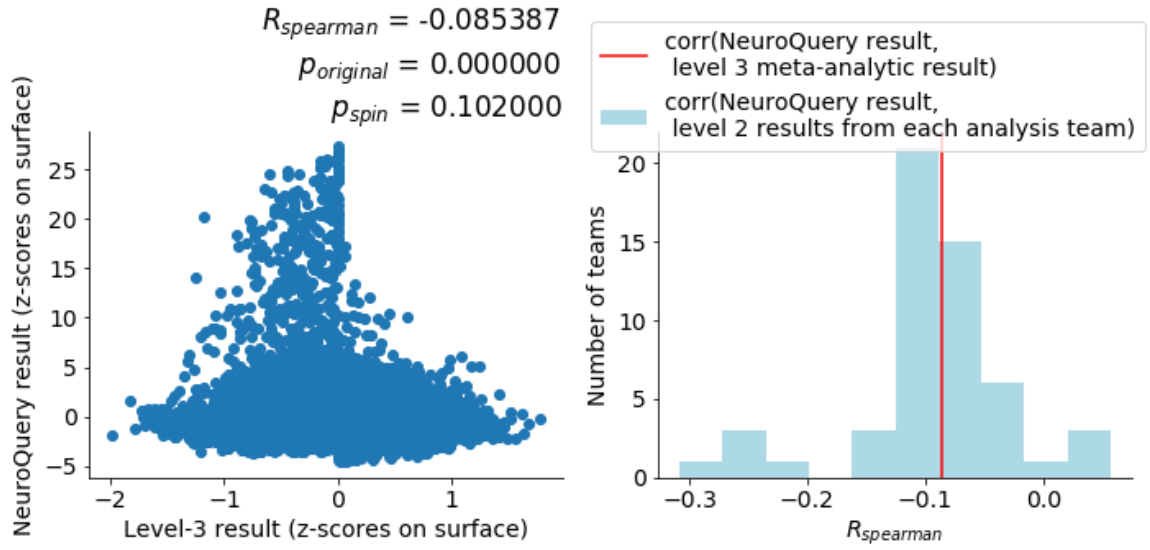 R_spearman = -0.085387
p_original = 0.000000
p_spin = 0.102000
NeuroQuery result (z-scores on surface)
25
20
15
10
5
0
−5
−2
−1
0
1
Level-3 result (z-scores on surface)
corr(NeuroQuery result,
level 3 meta-analytic result)
corr(NeuroQuery result,
level 2 results from each analysis team)
Number of teams
20
15
10
5
0
−0.3
−0.2
−0.1
0.0
R_spearman